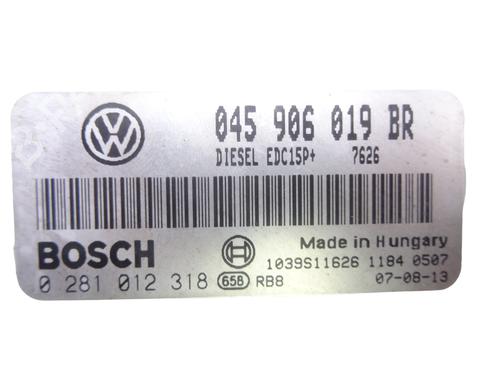 045 906 019 BR
DIESEL EDC15P+ 7626
BOSCH
Made in Hungary
1039S11626 1184 0507
0 281 012 318 658 RB8 07-08-13